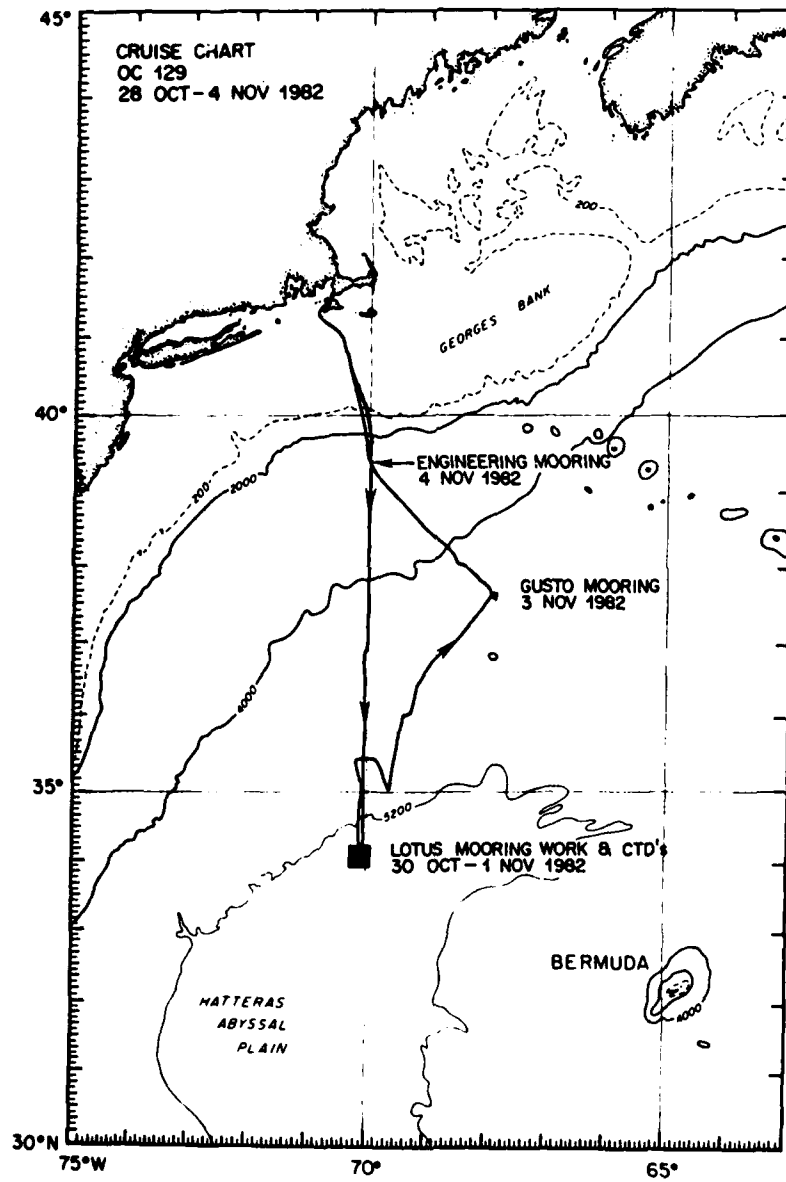 45°
CRUISE CHART
OC 129
28 OCT-4 NOV 1982
200
GEORGES BANK
40°
ENGINEERING MOORING
4 NOV 1982
200
2000
GUSTO MOORING
3 NOV 1982
4000
35°
5200
LOTUS MOORING WORK & CTD's
30 OCT-1 NOV 1982
BERMUDA
4000
HATTERAS
ABYSSAL
PLAIN
30°N
75°W
70°
65°